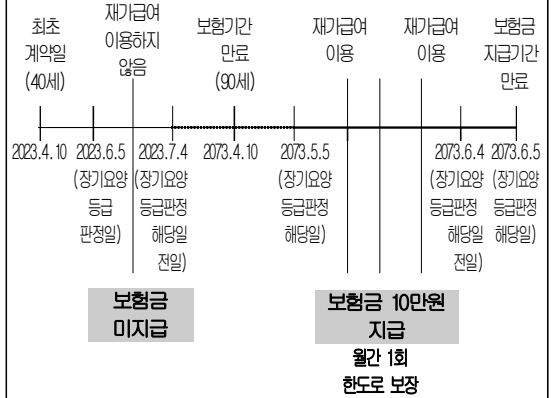 최초
계약일
(40세)
재가급여
이용하지
않음
보험기간
만료
(90세)
재가급여
이용
재가급여
이용
보험금
지급기간
만료
2023.4.10
2023.6.5
(장기요양
등급
판정일)
2023.7.4
(장기요양
등급판정
해당일
전일)
2073.4.10
2073.5.5
(장기요양
등급판정
해당일)
2073.6.4
(장기요양
등급판정
해당일
전일)
2073.6.5
(장기요양
등급판정
해당일)
보험금
미지급
보험금 10만원
지급
월간 1회
한도로 보장